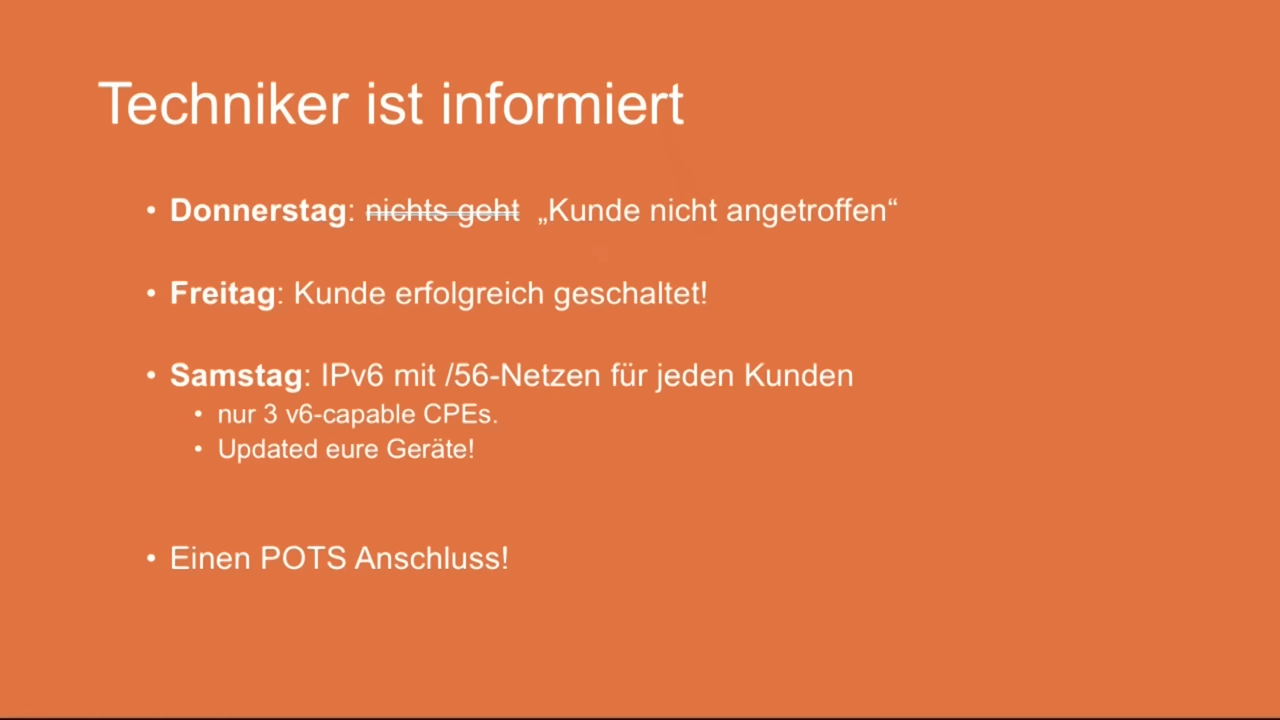 Techniker ist informiert
• Donnerstag: nichts geht „Kunde nicht angetroffen“
• Freitag: Kunde erfolgreich geschaltet!
• Samstag: IPv6 mit /56-Netzen für jeden Kunden
• nur 3 v6-capable CPEs.
• Updated eure Geräte!
• Einen POTS Anschluss!